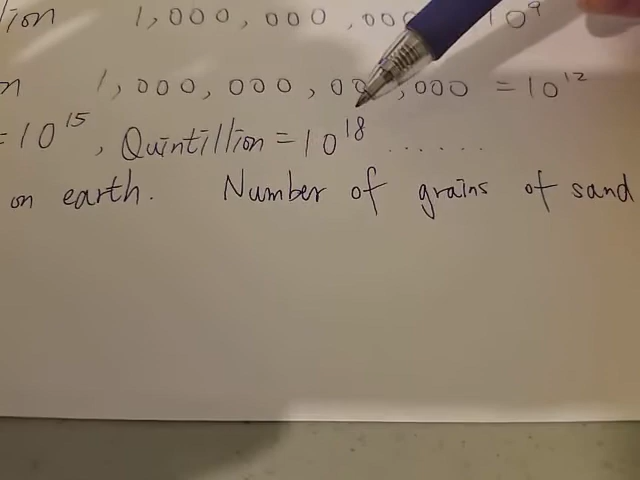 lion 1,000,000,000 10⁹
n 1,000,000,000,000 = 10¹²
= 10¹⁵, Quintillion = 10¹⁸ ......
on earth. Number of grains of sand